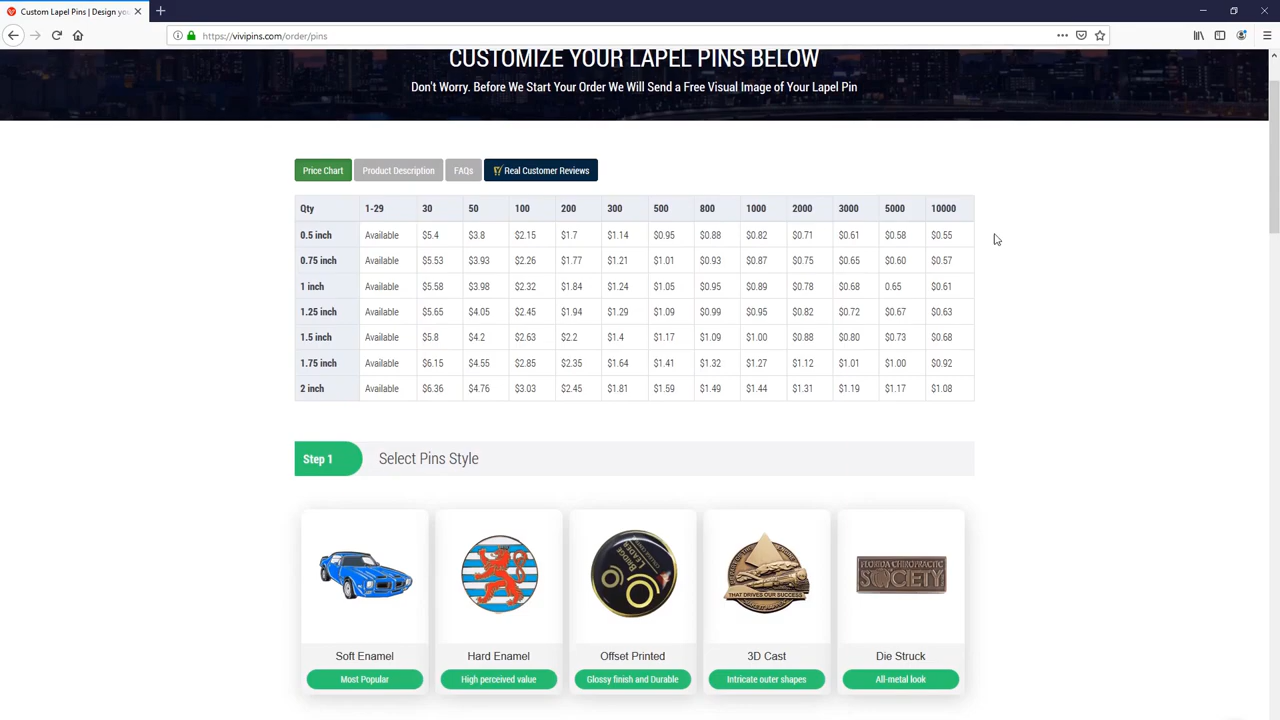 Custom Lapel Pins | Design yo
https://vivipins.com/order/pins
CUSTOMIZE YOUR LAPEL PINS BELOW
Don't Worry. Before We Start Your Order We Will Send a Free Visual Image of Your Lapel Pin
Price Chart Product Description FAQs Real Customer Reviews
Qty 1-29 30 50 100 200 300 500 800 1000 2000 3000 5000 10000
0.5 inch Available $5.4 $3.8 $2.15 $1.7 $1.14 $0.95 $0.88 $0.82 $0.71 $0.61 $0.58 $0.55
0.75 inch Available $5.53 $3.93 $2.26 $1.77 $1.21 $1.01 $0.93 $0.87 $0.75 $0.65 $0.60 $0.57
1 inch Available $5.58 $3.98 $2.32 $1.84 $1.24 $1.05 $0.95 $0.89 $0.78 $0.68 0.65 $0.61
1.25 inch Available $5.65 $4.05 $2.45 $1.94 $1.29 $1.09 $0.99 $0.95 $0.82 $0.72 $0.67 $0.63
1.5 inch Available $5.8 $4.2 $2.63 $2.2 $1.4 $1.17 $1.09 $1.00 $0.88 $0.80 $0.73 $0.68
1.75 inch Available $6.15 $4.55 $2.85 $2.35 $1.64 $1.41 $1.32 $1.27 $1.12 $1.01 $1.00 $0.92
2 inch Available $6.36 $4.76 $3.03 $2.45 $1.81 $1.59 $1.49 $1.44 $1.31 $1.19 $1.17 $1.08
Step 1 Select Pins Style
BRIDGE
LEADER
THAT DRIVES OUR SUCCESS
FLORIDA CHIROPRACTIC
SOCIETY
Soft Enamel Hard Enamel Offset Printed 3D Cast Die Struck
Most Popular High perceived value Glossy finish and Durable Intricate outer shapes All-metal look